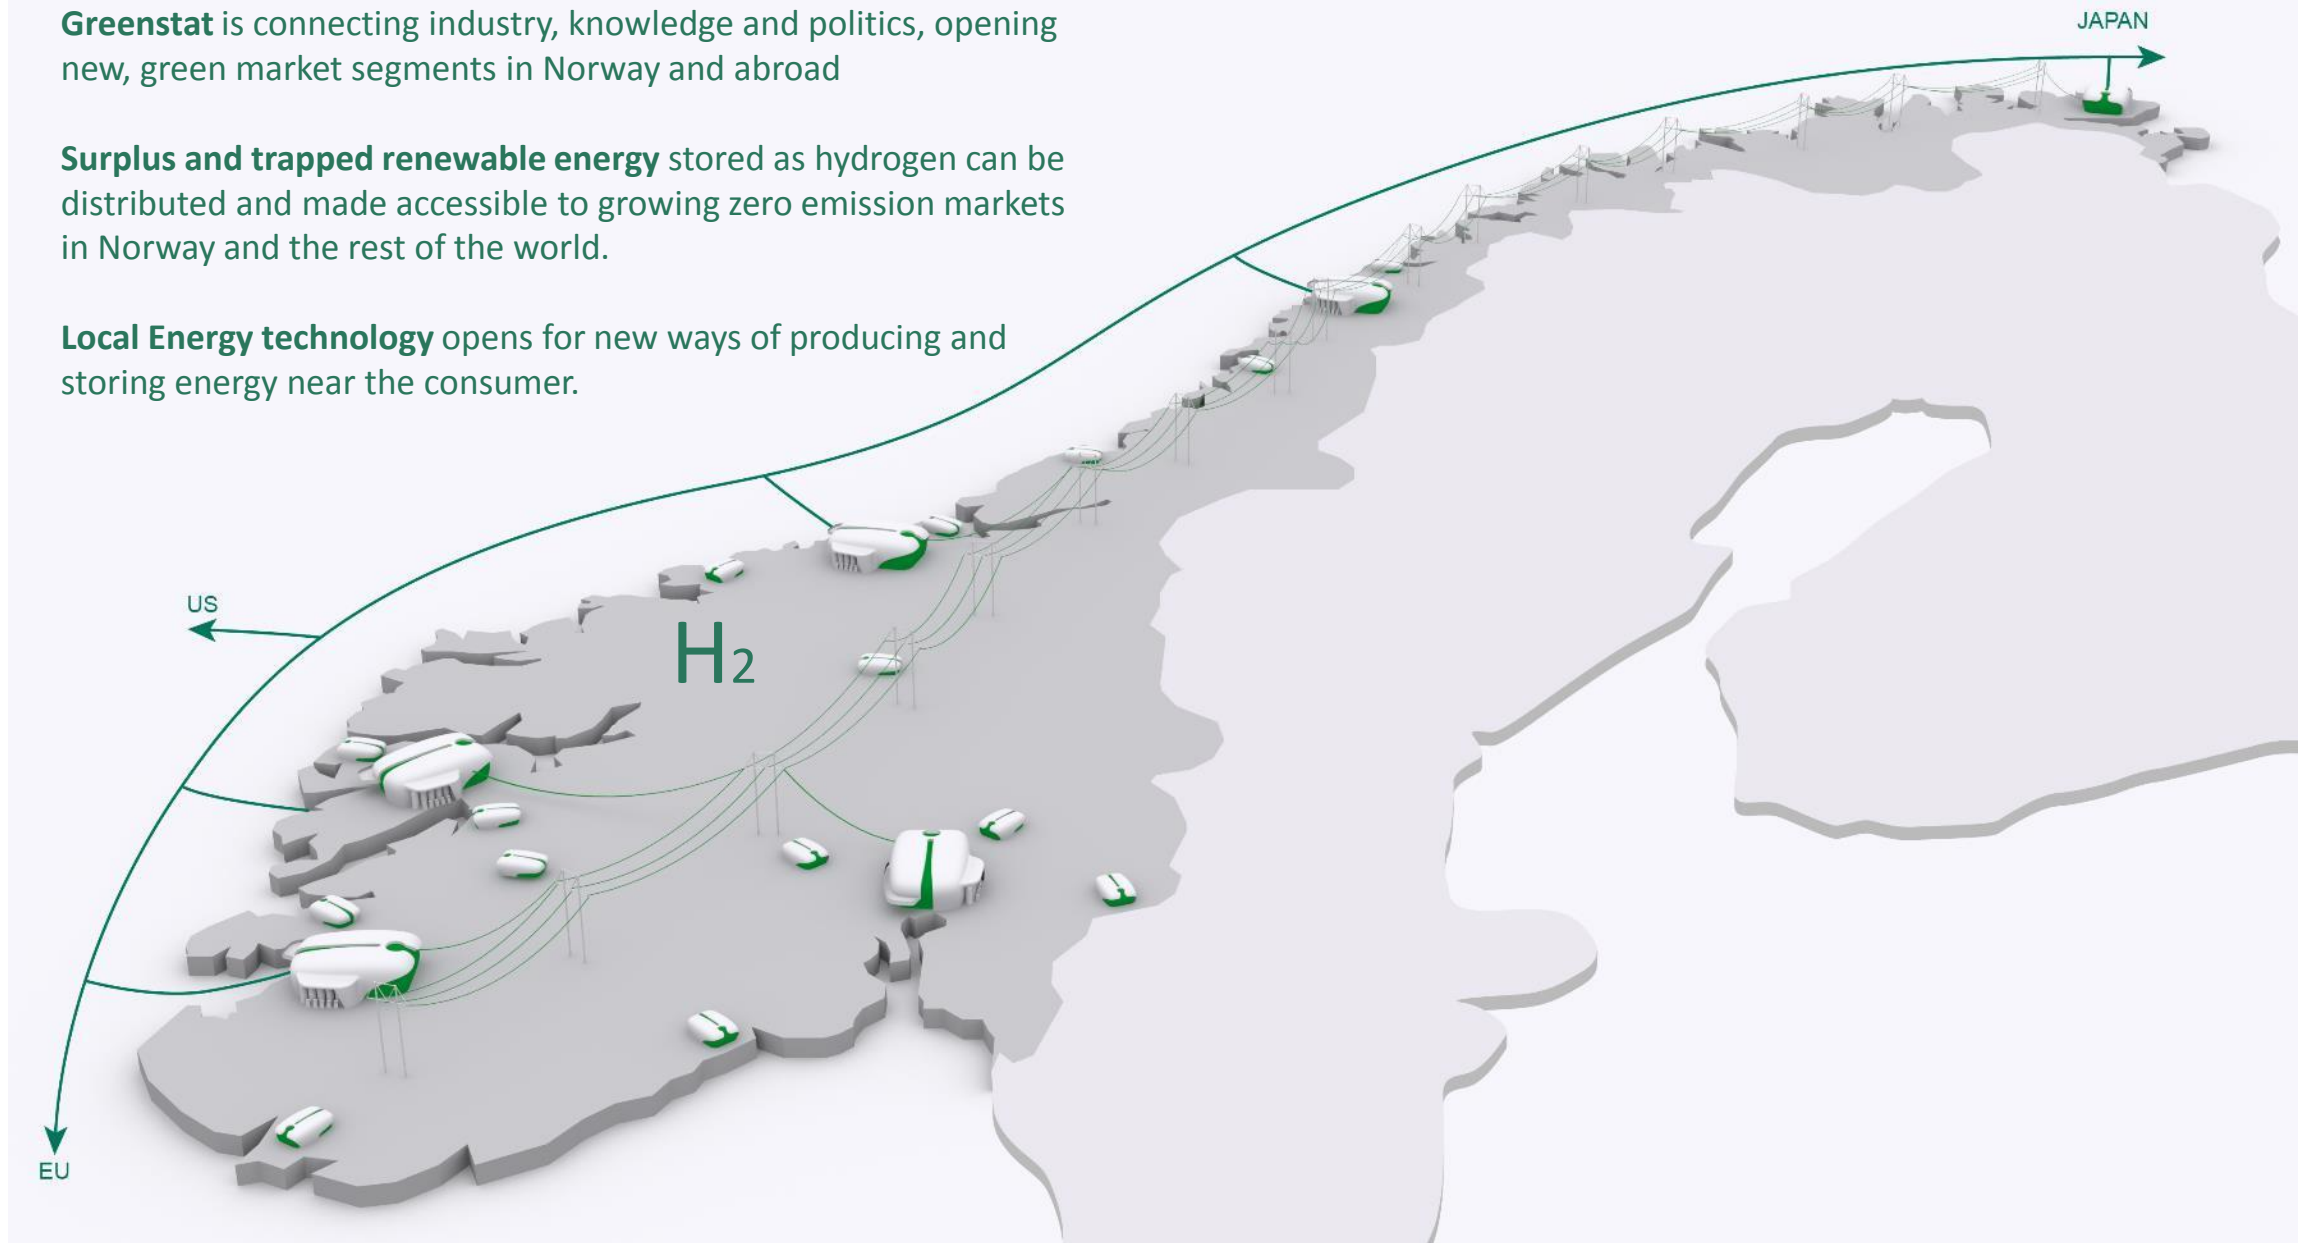 Greenstat is connecting industry, knowledge and politics, opening
new, green market segments in Norway and abroad
Surplus and trapped renewable energy stored as hydrogen can be
distributed and made accessible to growing zero emission markets
in Norway and the rest of the world.
Local Energy technology opens for new ways of producing and
storing energy near the consumer.
JAPAN
US
H2
EU